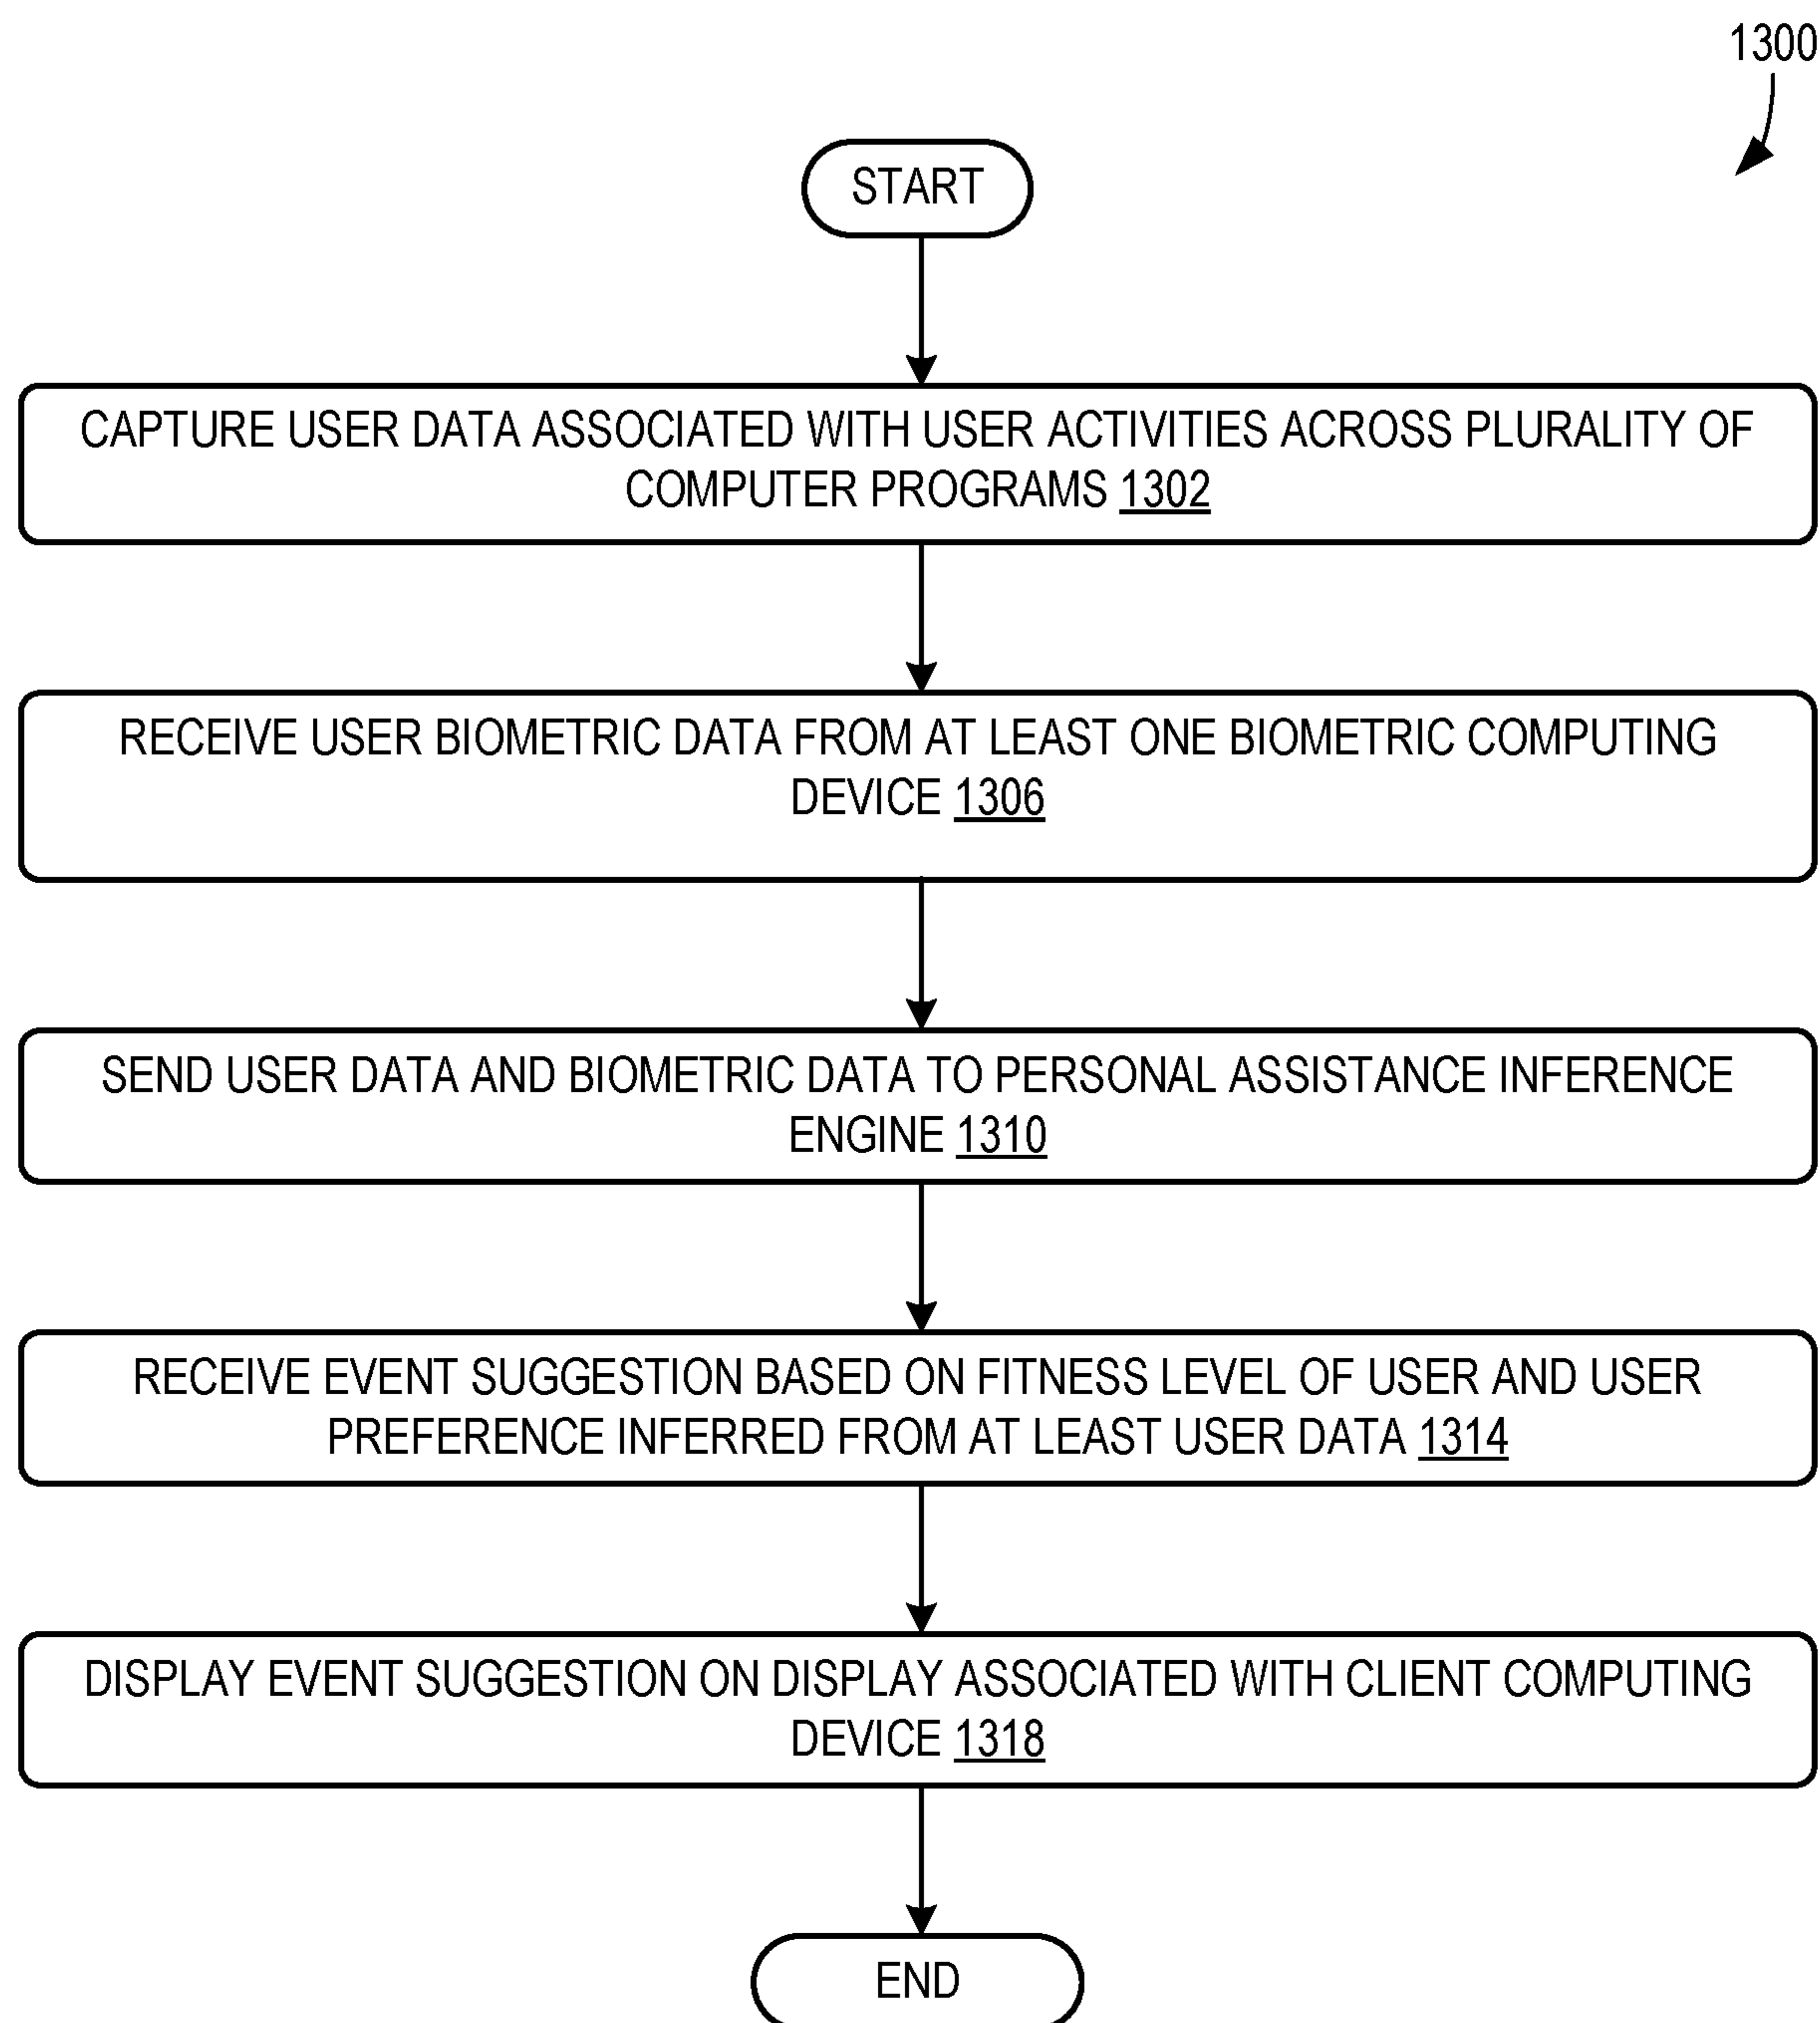 1300
START
CAPTURE USER DATA ASSOCIATED WITH USER ACTIVITIES ACROSS PLURALITY OF
COMPUTER PROGRAMS 1302
RECEIVE USER BIOMETRIC DATA FROM AT LEAST ONE BIOMETRIC COMPUTING
DEVICE 1306
SEND USER DATA AND BIOMETRIC DATA TO PERSONAL ASSISTANCE INFERENCE
ENGINE 1310
RECEIVE EVENT SUGGESTION BASED ON FITNESS LEVEL OF USER AND USER
PREFERENCE INFERRED FROM AT LEAST USER DATA 1314
DISPLAY EVENT SUGGESTION ON DISPLAY ASSOCIATED WITH CLIENT COMPUTING
DEVICE 1318
END